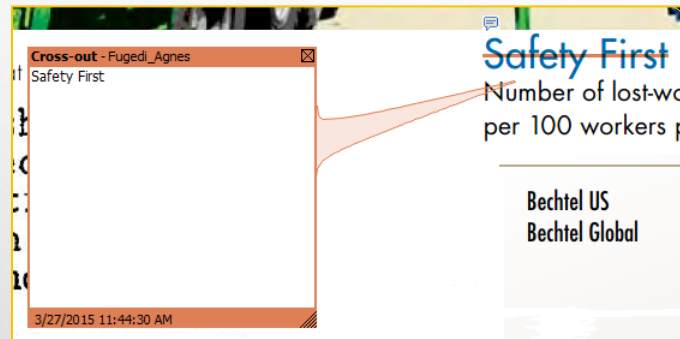 Cross-out - Fugedi_Agnes
Safety First
3/27/2015 11:44:30 AM
Safety First
Number of lost-wo
per 100 workers p
Bechtel US
Bechtel Global